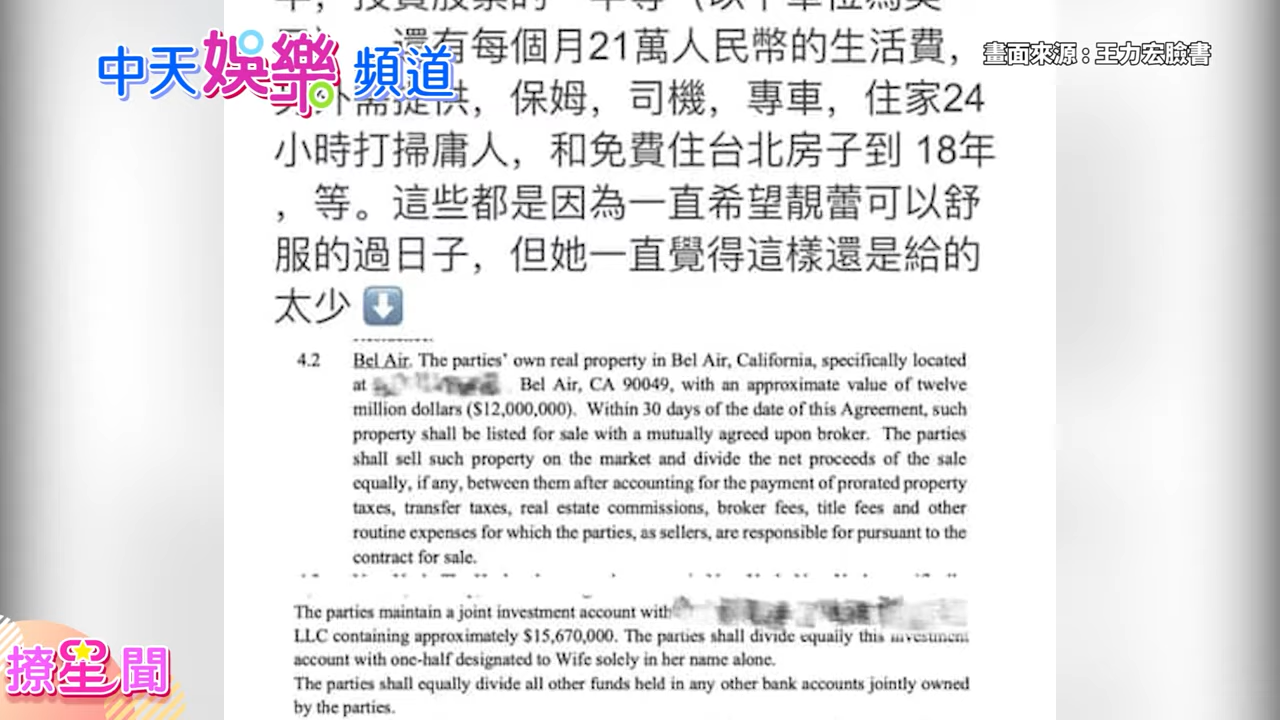 中天娛樂頻道
畫面來源：王力宏臉書
還有每個月21萬人民幣的生活費，
保姆，司機，專車，住家24
小時打掃庸人，和免費住台北房子到 18年
，等。這些都是因為一直希望靚蕾可以舒
服的過日子，但她一直覺得這樣還是給的
太少
4.2 Bel Air. The parties' own real property in Bel Air, California, specifically located
at Bel Air, CA 90049, with an approximate value of twelve
million dollars ($12,000,000). Within 30 days of the date of this Agreement, such
property shall be listed for sale with a mutually agreed upon broker. The parties
shall sell such property on the market and divide the net proceeds of the sale
equally, if any, between them after accounting for the payment of prorated property
taxes, transfer taxes, real estate commissions, broker fees, title fees and other
routine expenses for which the parties, as sellers, are responsible for pursuant to the
contract for sale.
The parties maintain a joint investment account with
LLC containing approximately $15,670,000. The parties shall divide equally this investment
account with one-half designated to Wife solely in her name alone.
The parties shall equally divide all other funds held in any other bank accounts jointly owned
by the parties.
撩星聞